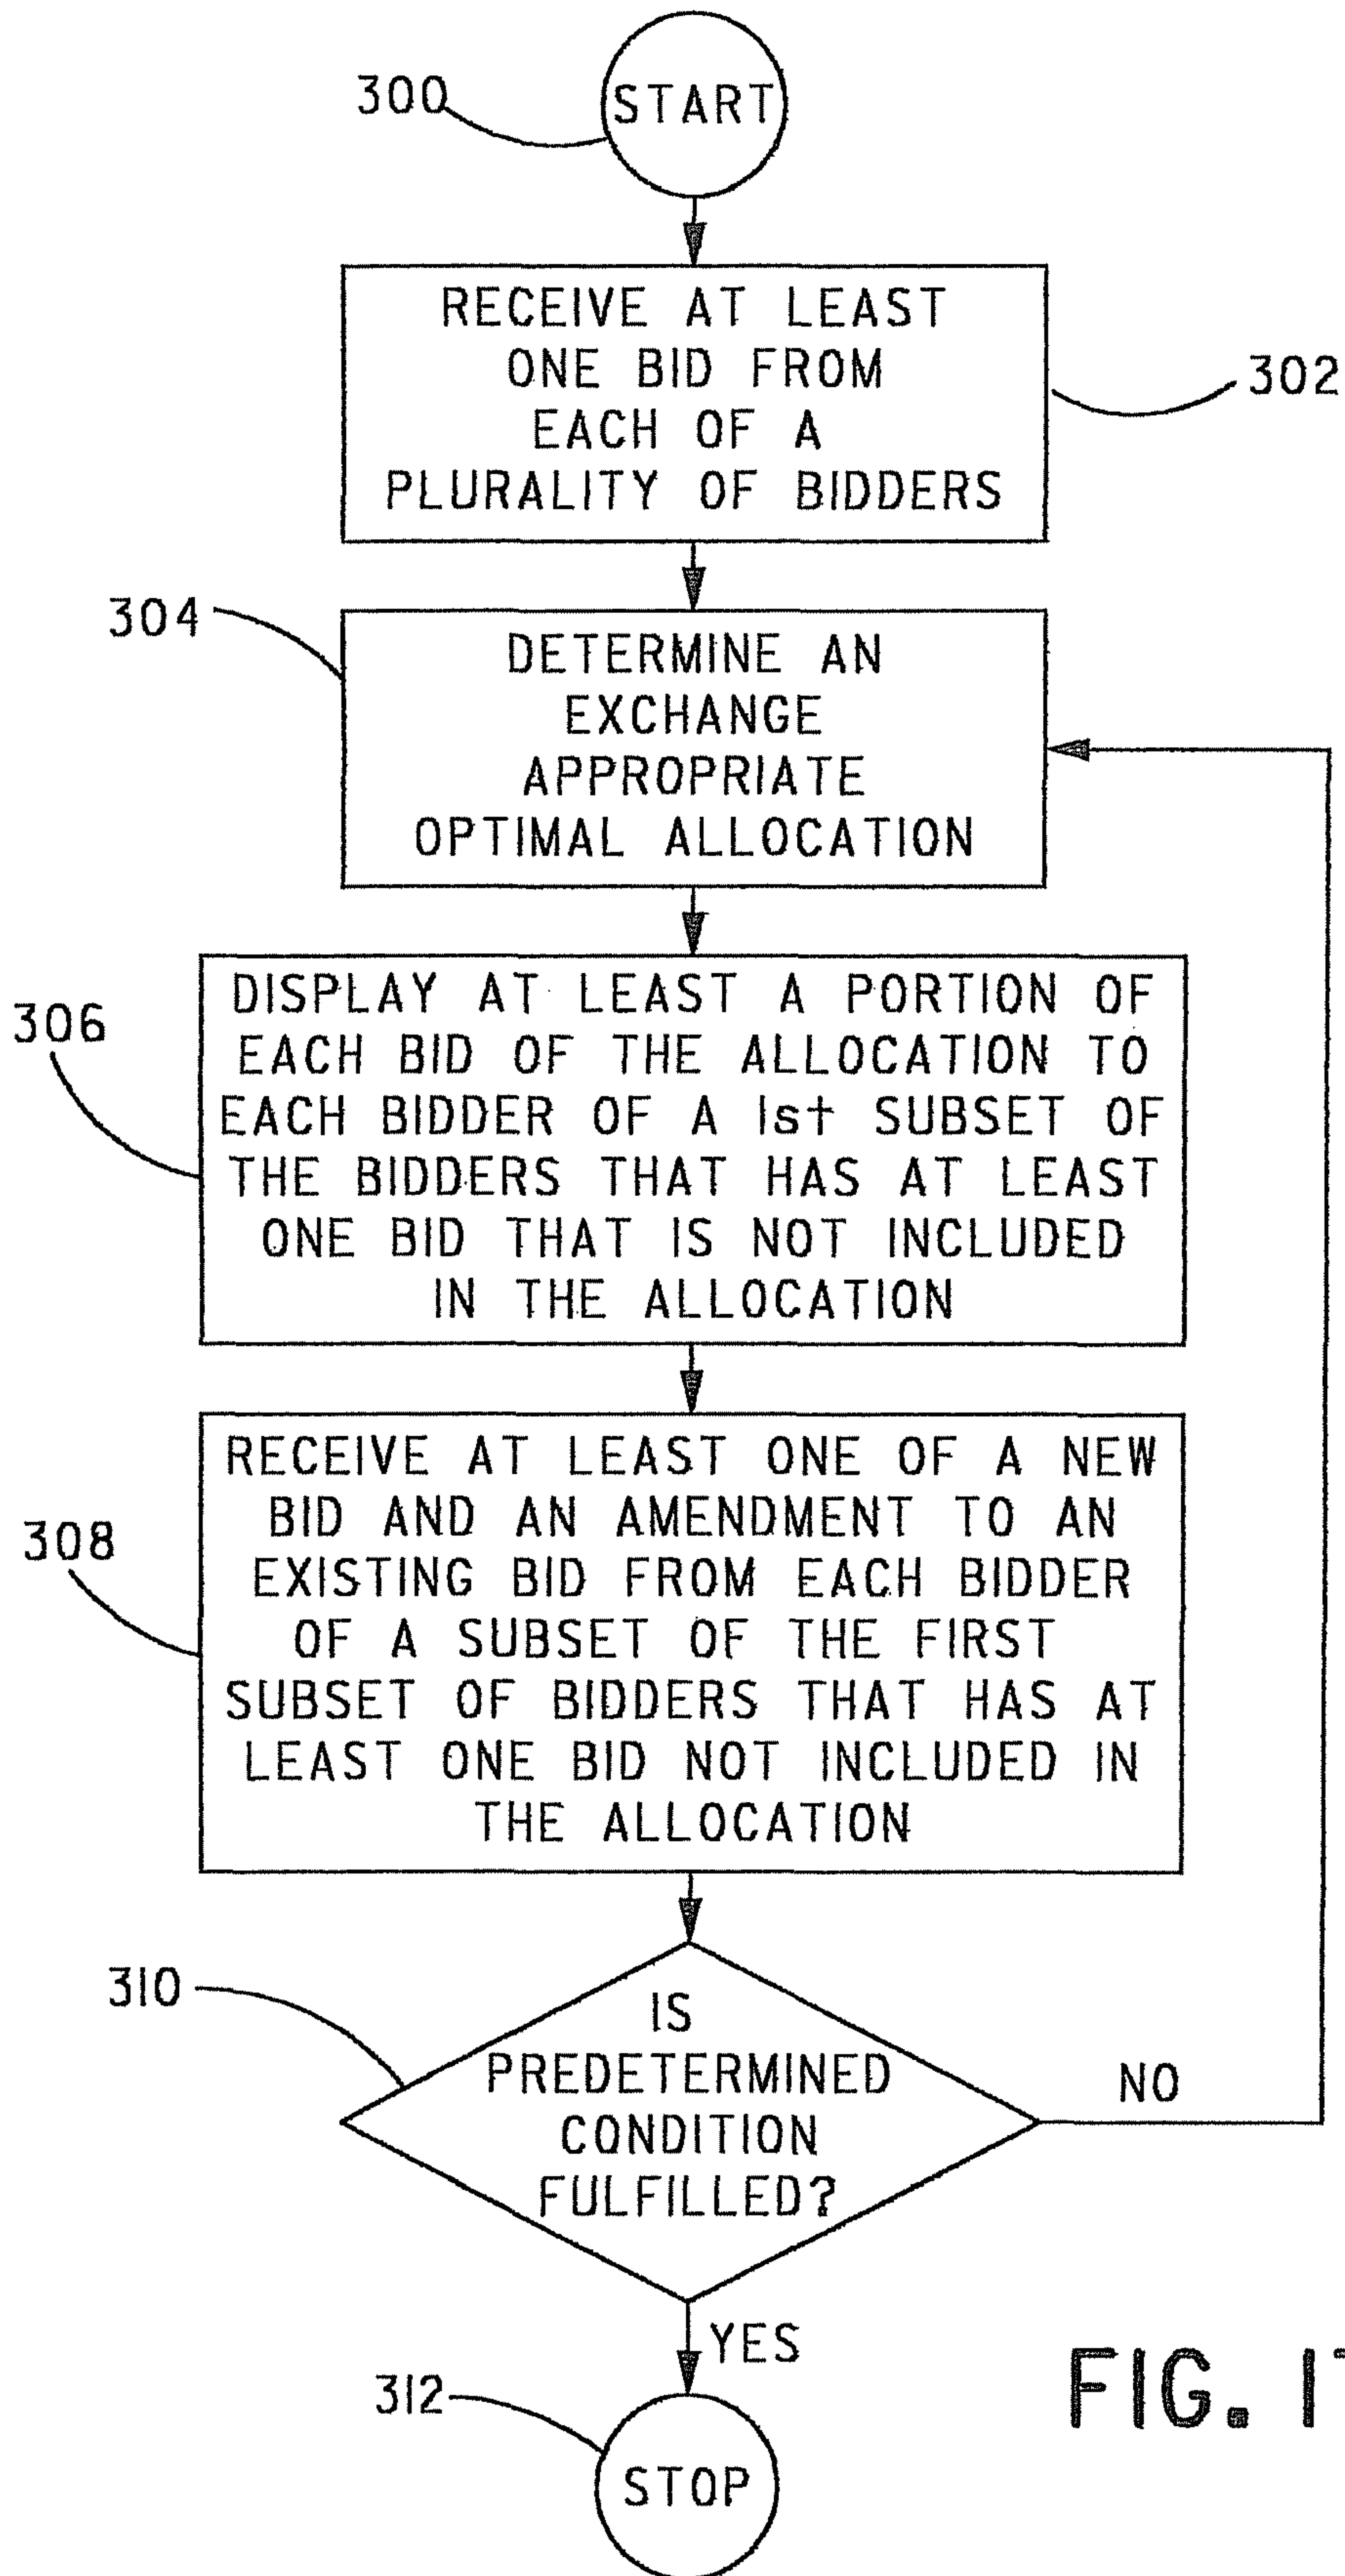 300
START
RECEIVE AT LEAST
ONE BID FROM
EACH OF A
PLURALITY OF BIDDERS
302
304
DETERMINE AN
EXCHANGE
APPROPRIATE
OPTIMAL ALLOCATION
306
DISPLAY AT LEAST A PORTION OF
EACH BID OF THE ALLOCATION TO
EACH BIDDER OF A 1st SUBSET OF
THE BIDDERS THAT HAS AT LEAST
ONE BID THAT IS NOT INCLUDED
IN THE ALLOCATION
308
RECEIVE AT LEAST ONE OF A NEW
BID AND AN AMENDMENT TO AN
EXISTING BID FROM EACH BIDDER
OF A SUBSET OF THE FIRST
SUBSET OF BIDDERS THAT HAS AT
LEAST ONE BID NOT INCLUDED IN
THE ALLOCATION
310
IS
PREDETERMINED
CONDITION
FULFILLED?
NO
YES
312
STOP
FIG.